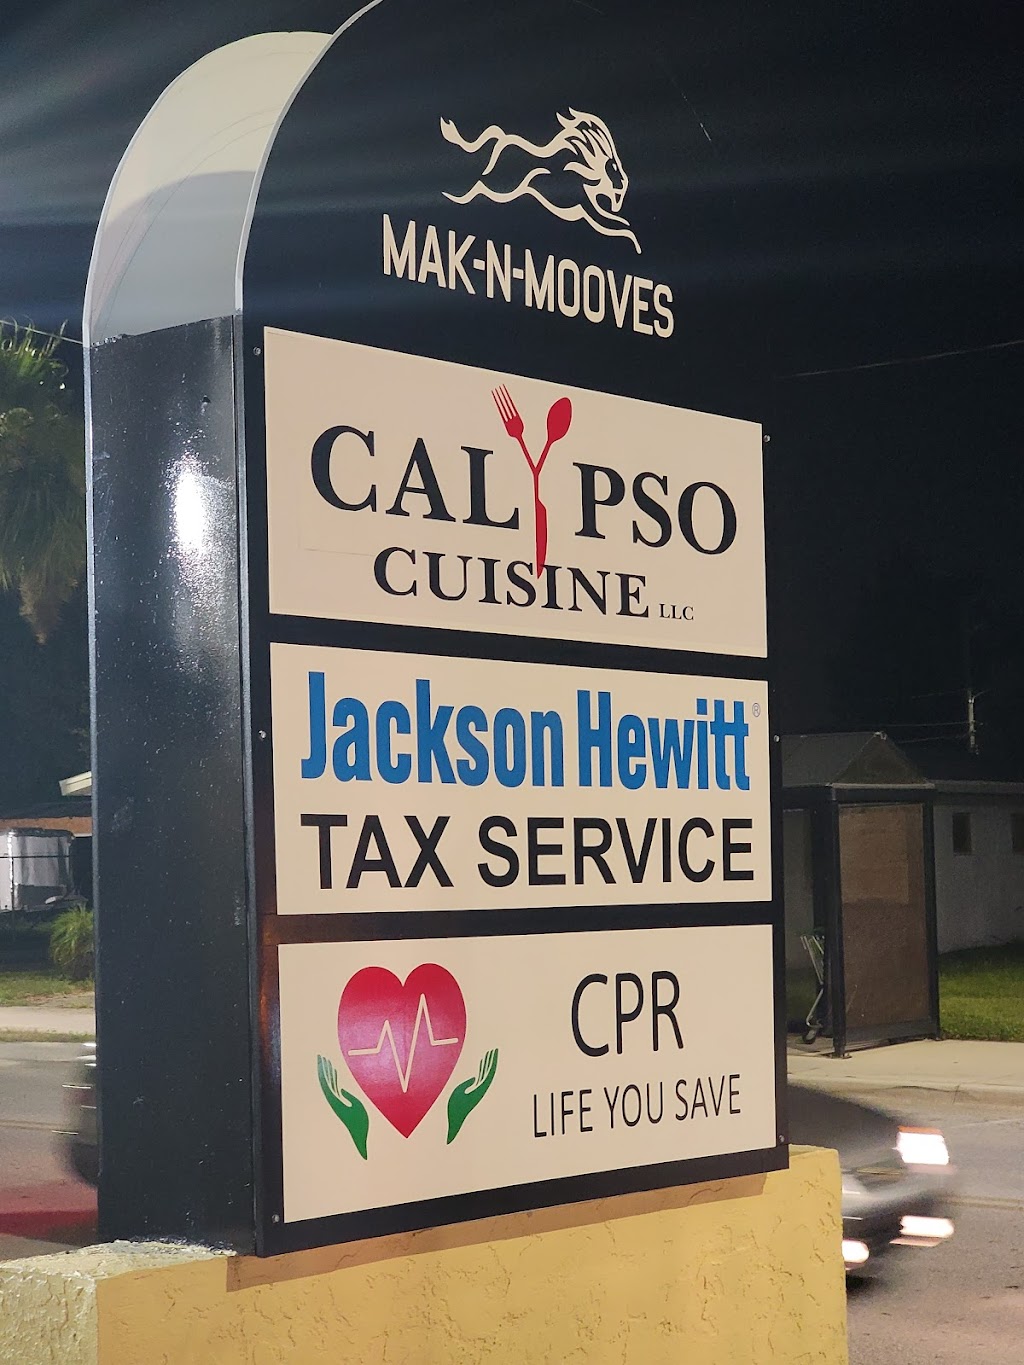 MAK-N-MOOVES
CALYPSO
CUISINE LLC
Jackson Hewitt®
TAX SERVICE
CPR
LIFE YOU SAVE